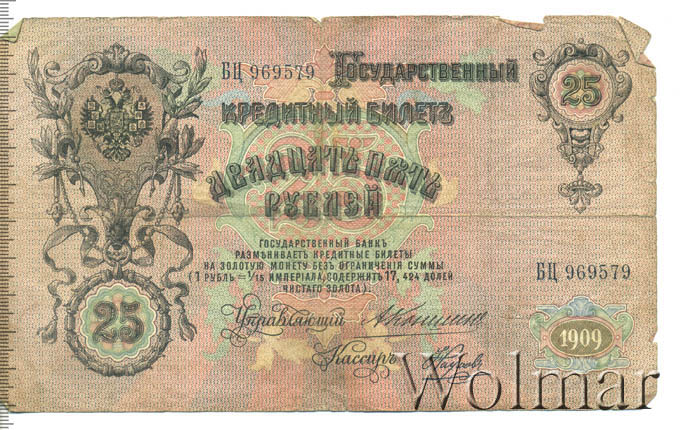 БЦ 969579 Государственный
25
Кредитный Билетъ
Двадцать пять
рублей
Государственный банкъ
размѣниваетъ кредитные билеты
на золотую монету безъ ограниченія суммы
(1 рубль = 1/15 имперіала, содержитъ 17,424 долей
чистаго золота).
БЦ 969579
25
Управляющій
Кассиръ
1909
Wolmar